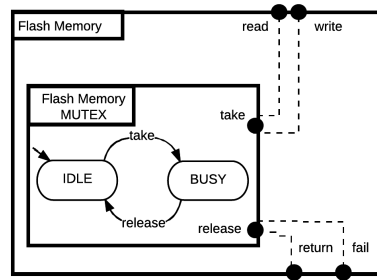 Flash Memory
read
write
Flash Memory
MUTEX
take
take
IDLE
BUSY
release
release
return
fail